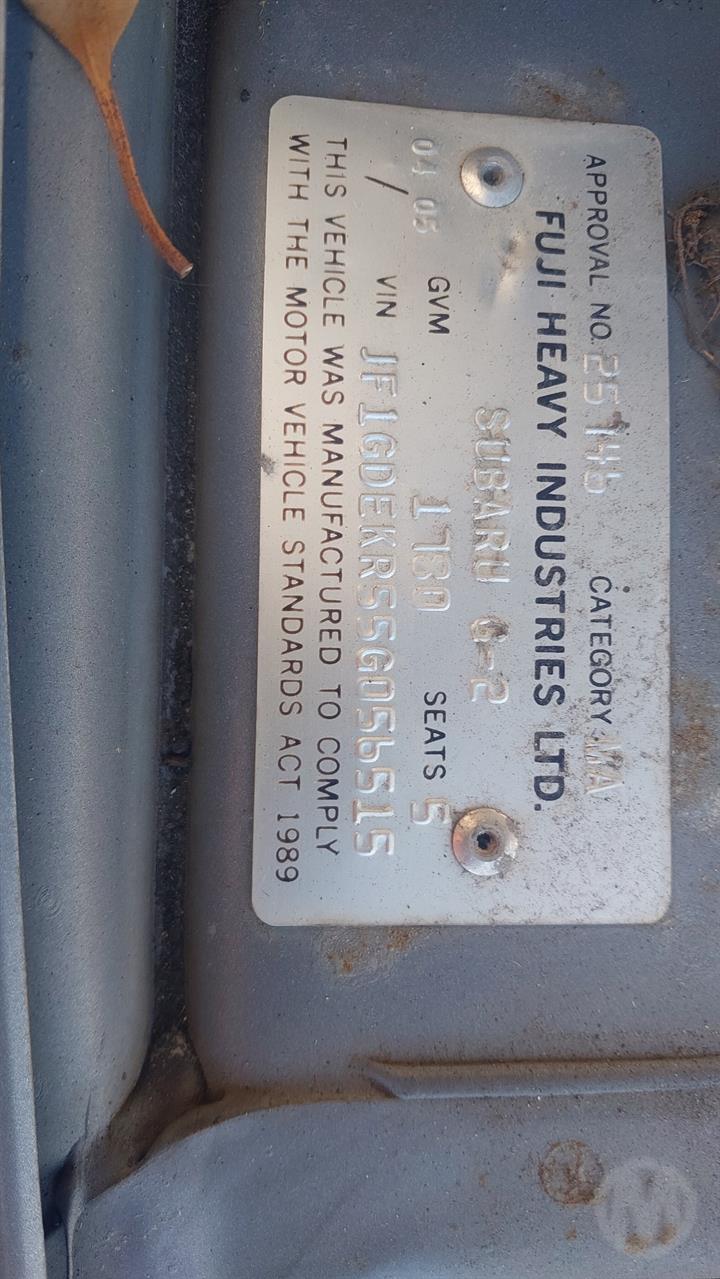 APPROVAL NO. 25146 CATEGORY MA
FUJI HEAVY INDUSTRIES LTD.
SUBARU G-2
04/05 GVM 1780 SEATS 5
VIN JF1GDEKR55G056515
THIS VEHICLE WAS MANUFACTURED TO COMPLY
WITH THE MOTOR VEHICLE STANDARDS ACT 1989
M